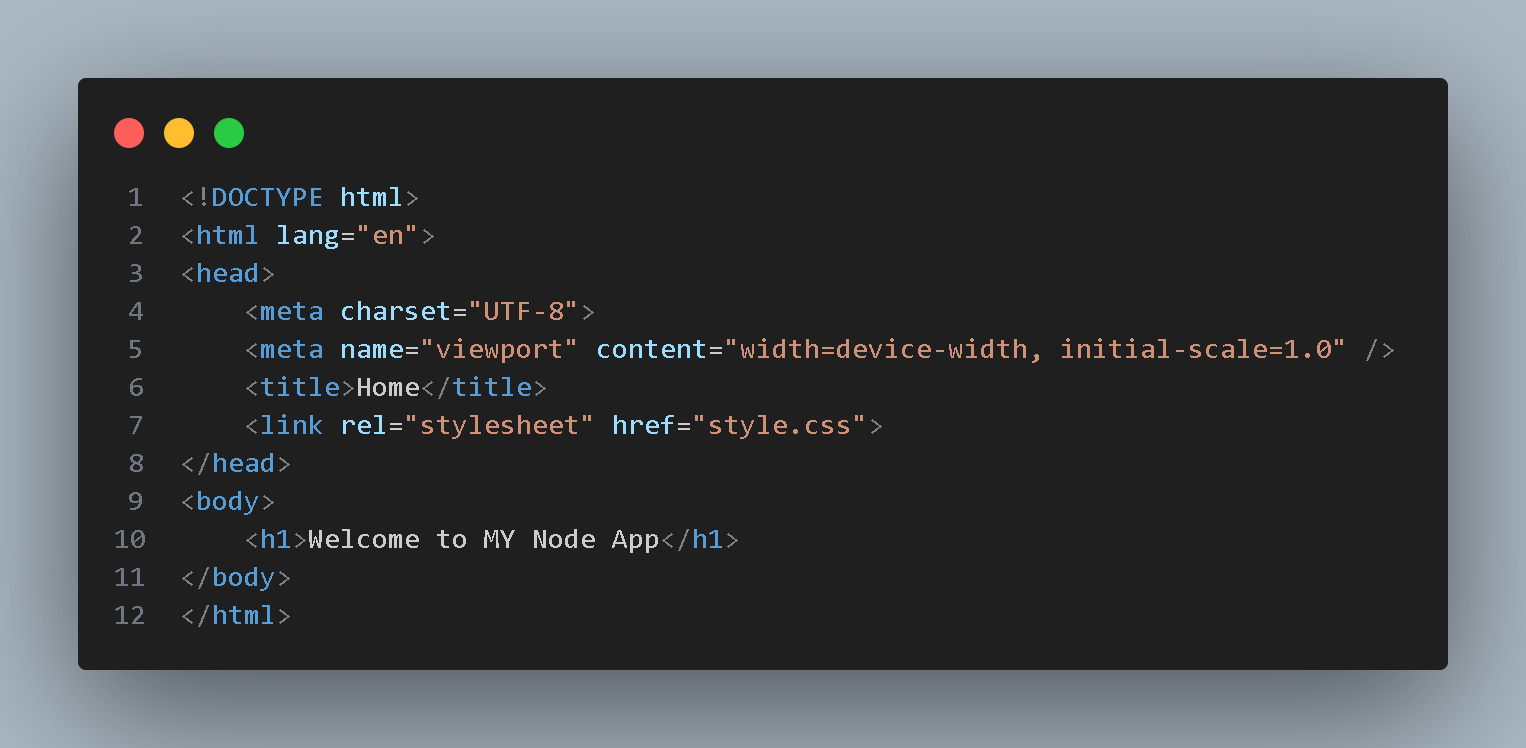 1 <!DOCTYPE html>
2 <html lang="en">
3 <head>
4     <meta charset="UTF-8">
5     <meta name="viewport" content="width=device-width, initial-scale=1.0" />
6     <title>Home</title>
7     <link rel="stylesheet" href="style.css">
8 </head>
9 <body>
10     <h1>Welcome to MY Node App</h1>
11 </body>
12 </html>